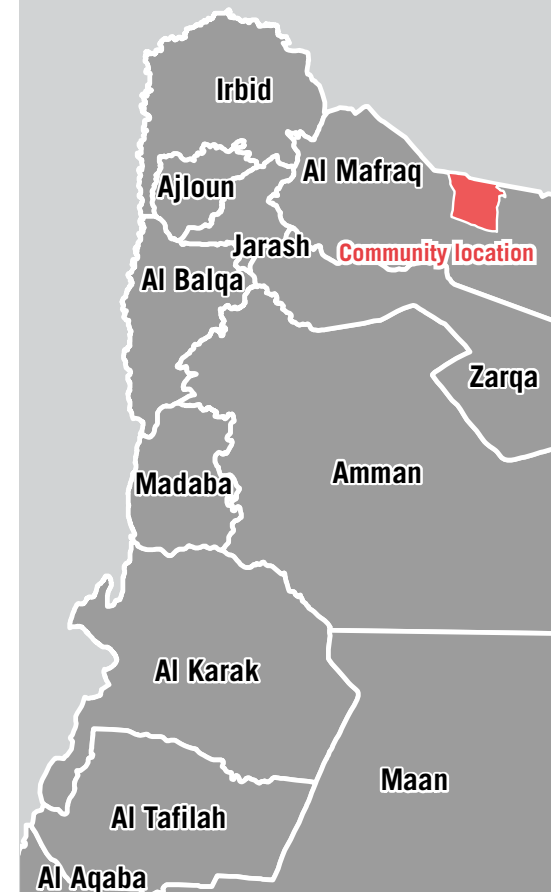 Irbid
Al Mafraq
Ajloun
Jarash
Community location
Al Balqa
Zarqa
Amman
Madaba
Al Karak
Maan
Al Tafilah
Al Aqaba